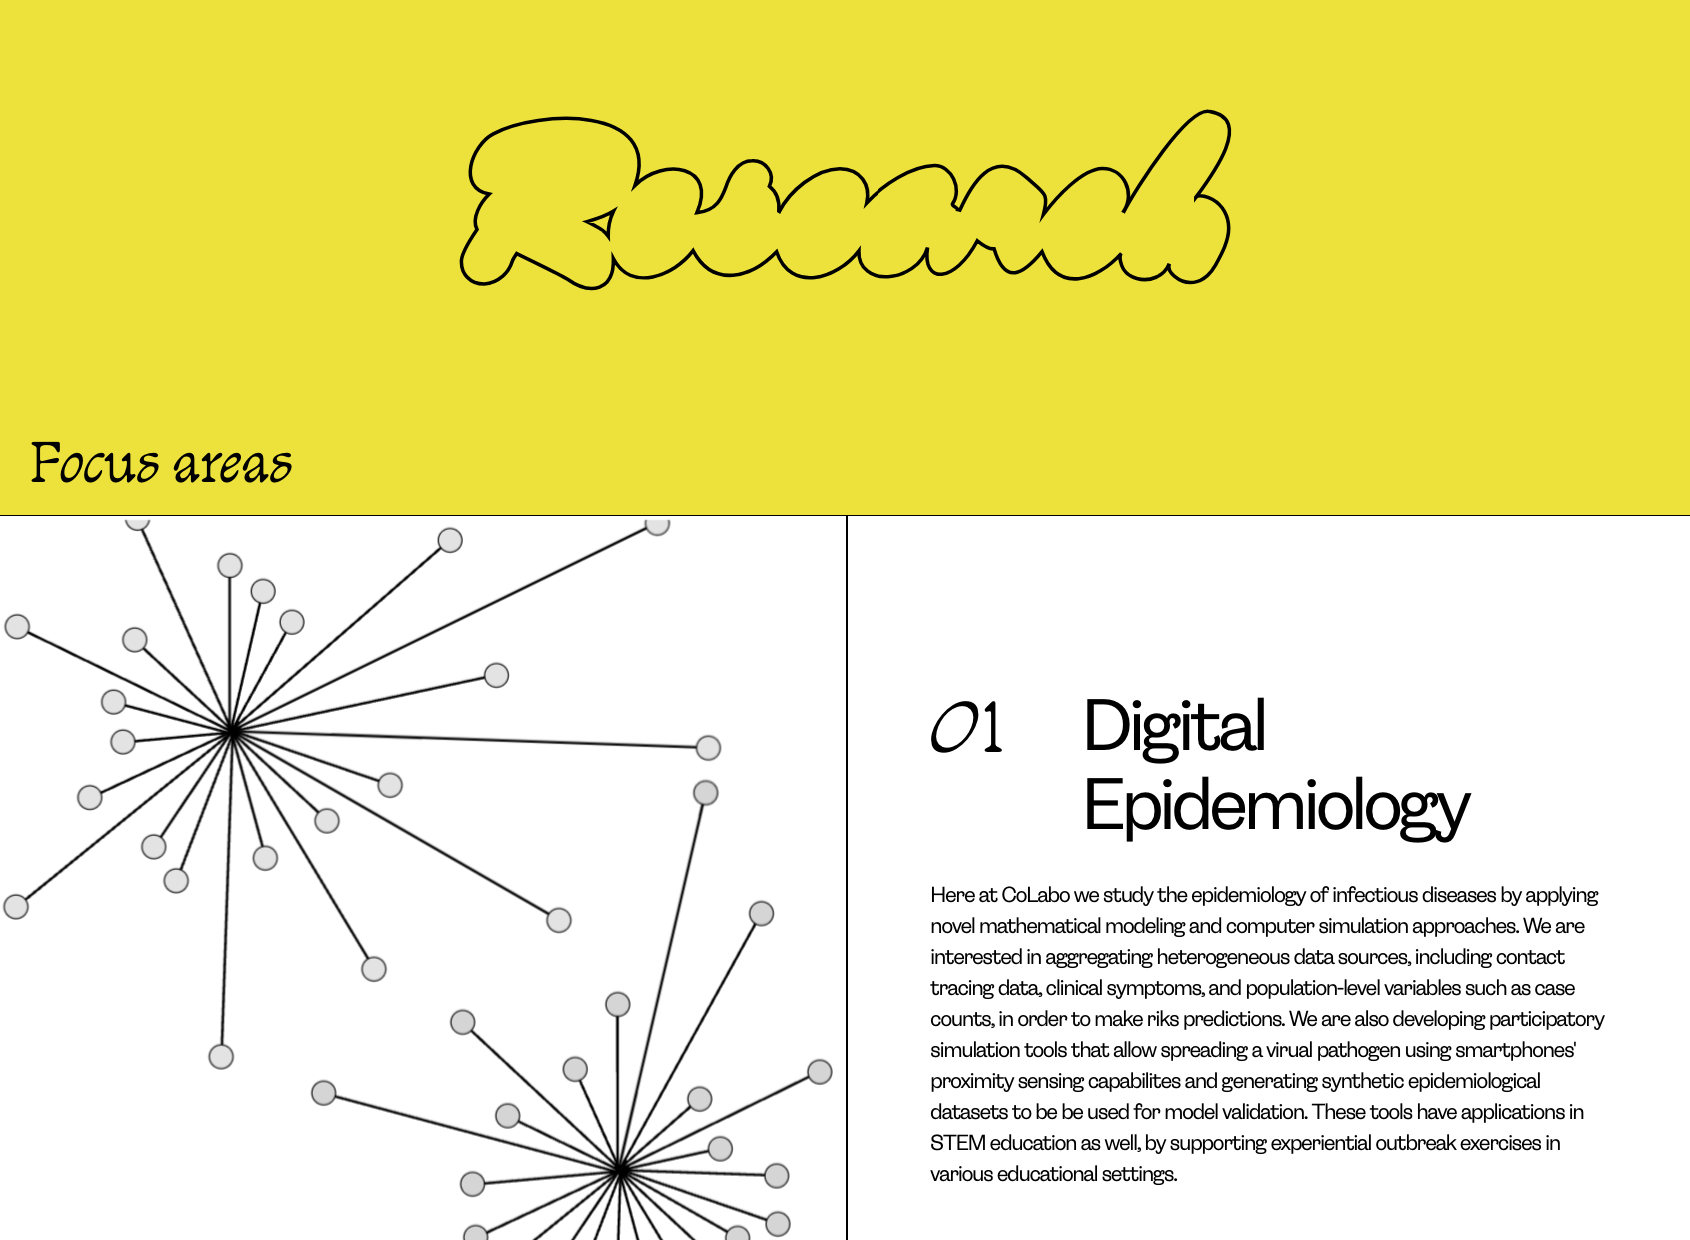 Research
Focus areas
01 Digital
Epidemiology
Here at CoLabo we study the epidemiology of infectious diseases by applying
novel mathematical modeling and computer simulation approaches. We are
interested in aggregating heterogeneous data sources, including contact
tracing data, clinical symptoms, and population-level variables such as case
counts, in order to make riks predictions. We are also developing participatory
simulation tools that allow spreading a virual pathogen using smartphones'
proximity sensing capabilites and generating synthetic epidemiological
datasets to be be used for model validation. These tools have applications in
STEM education as well, by supporting experiential outbreak exercises in
various educational settings.